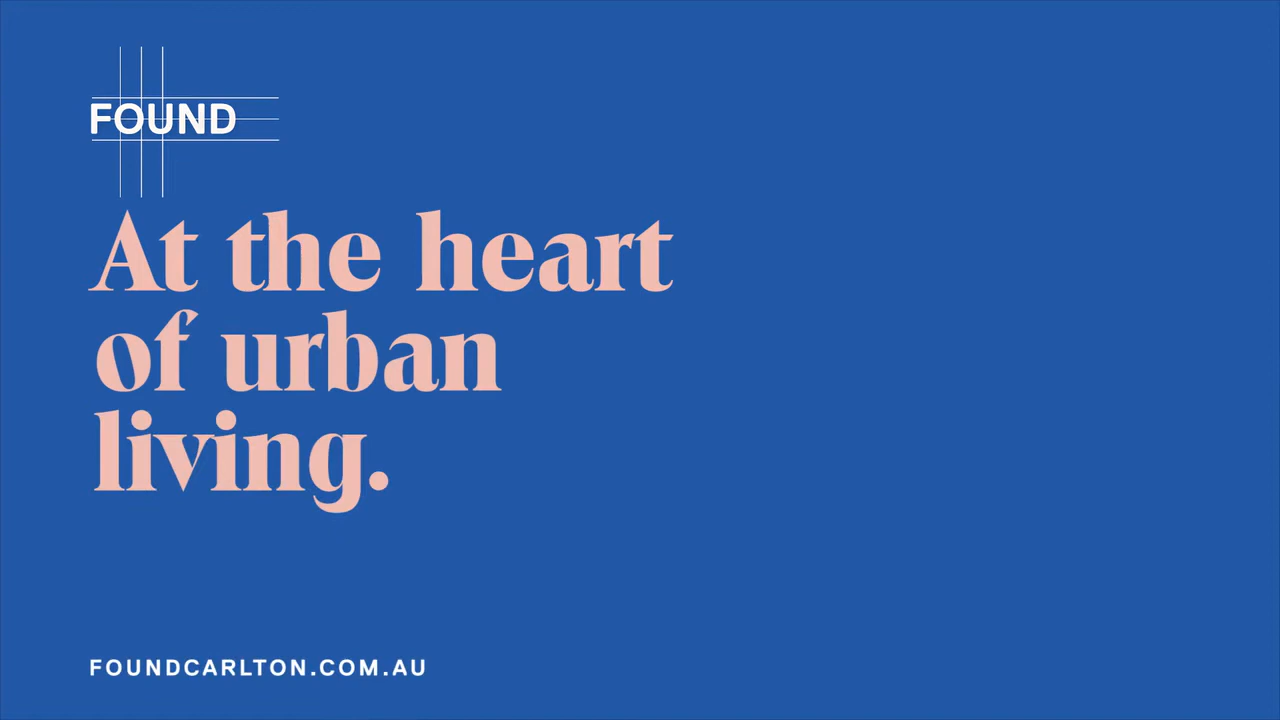 FOUND
At the heart
of urban
living.
FOUNDCARLTON.COM.AU